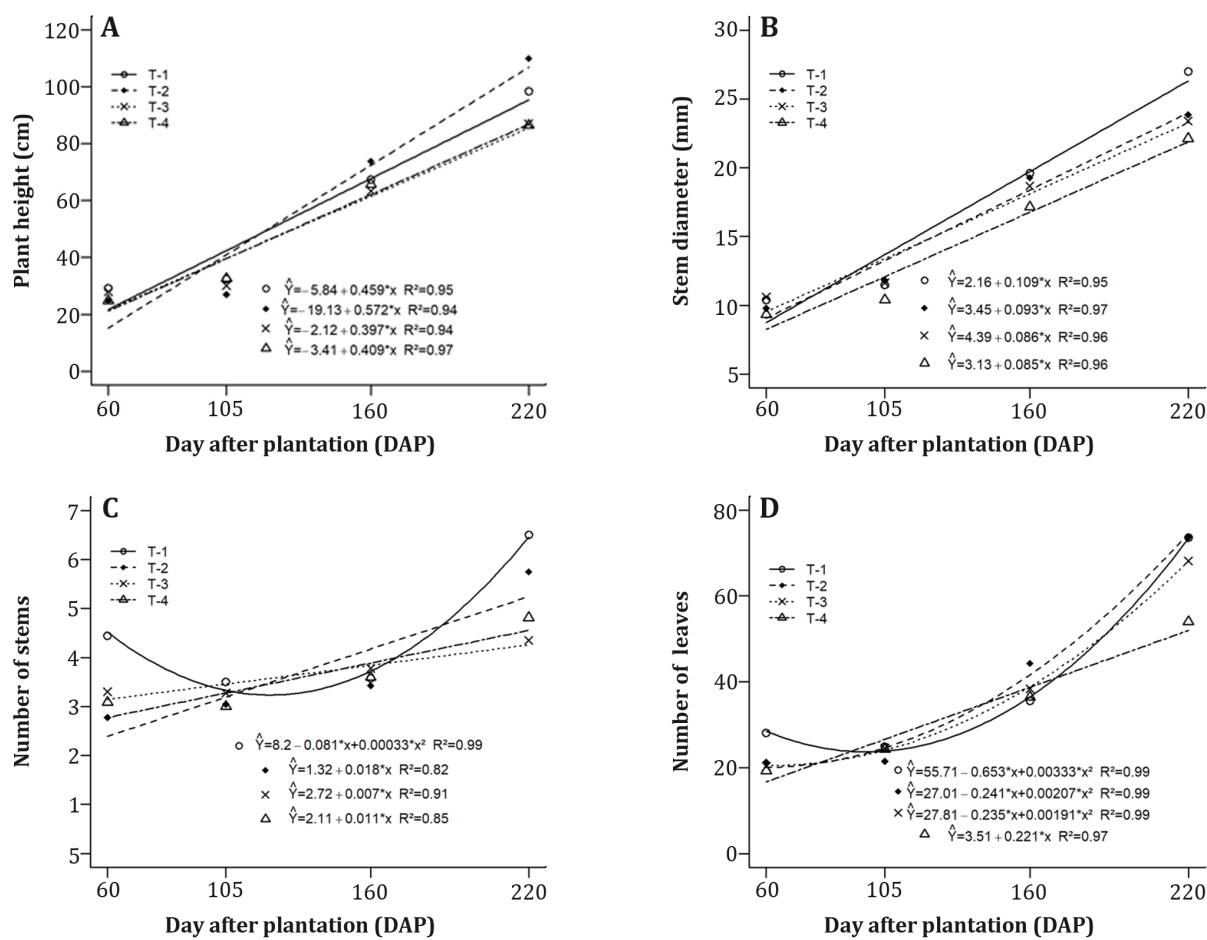 A
120
100
80
60
40
20
0
Plant height (cm)
T-1
T-2
T-3
T-4
Ŷ=−5.84+0.459*x R²=0.95
Ŷ=−19.13+0.572*x R²=0.94
Ŷ=−2.12+0.397*x R²=0.94
Ŷ=−3.41+0.409*x R²=0.97
60 105 160 220
Day after plantation (DAP)
B
30
25
20
15
10
5
Stem diameter (mm)
T-1
T-2
T-3
T-4
Ŷ=2.16+0.109*x R²=0.95
Ŷ=3.45+0.093*x R²=0.97
Ŷ=4.39+0.086*x R²=0.96
Ŷ=3.13+0.085*x R²=0.96
60 105 160 220
Day after plantation (DAP)
C
7
6
5
4
3
2
1
5
Number of stems
T-1
T-2
T-3
T-4
Ŷ=8.2−0.081*x+0.00033*x² R²=0.99
Ŷ=1.32+0.018*x R²=0.82
Ŷ=2.72+0.007*x R²=0.91
Ŷ=2.11+0.011*x R²=0.85
60 105 160 220
Day after plantation (DAP)
D
80
60
40
20
0
Number of leaves
T-1
T-2
T-3
T-4
Ŷ=55.71−0.653*x+0.00333*x² R²=0.99
Ŷ=27.01−0.241*x+0.00207*x² R²=0.99
Ŷ=27.81−0.235*x+0.00191*x² R²=0.99
Ŷ=3.51+0.221*x R²=0.97
60 105 160 220
Day after plantation (DAP)